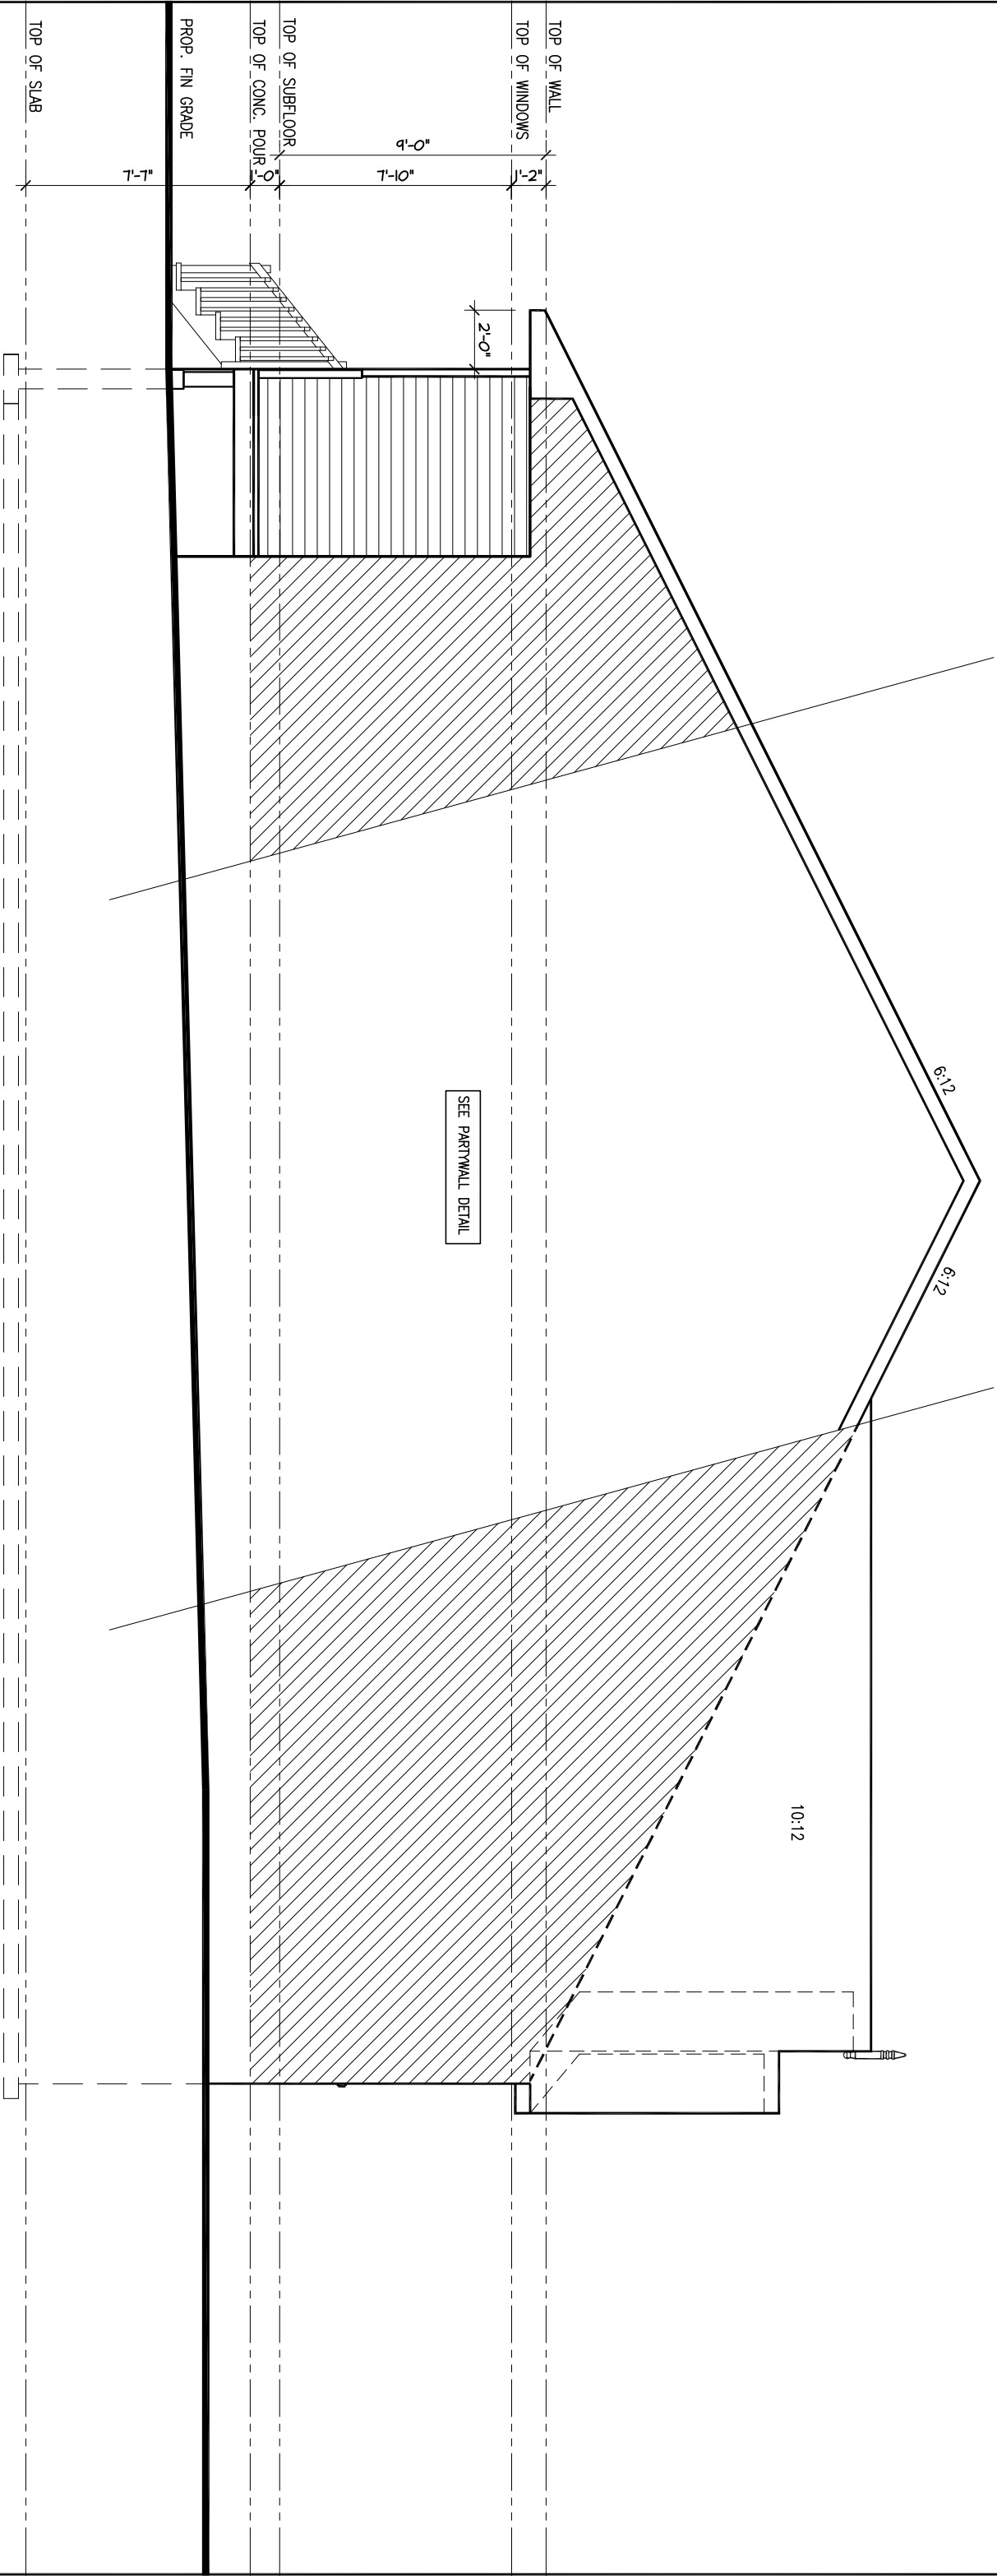 6:12
6:12
10:12
TOP OF WALL
TOP OF WINDOWS
1'-2"
9'-0"
7'-10"
2'-0"
SEE PARTYWALL DETAIL
TOP OF SUBFLOOR
1'-0"
TOP OF CONC. POUR
PROP. FIN GRADE
7'-7"
TOP OF SLAB